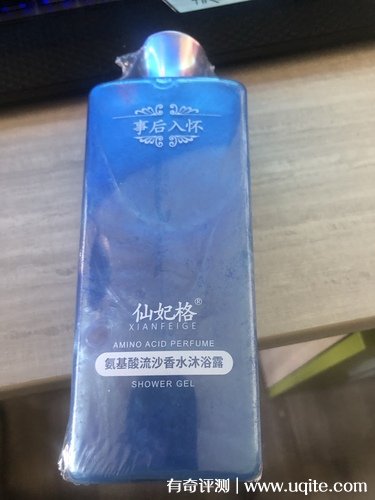 事后入怀
仙妃格®
XIANFEIGE
AMINO ACID PERFUME
氨基酸流沙香水沐浴露
SHOWER GEL
有奇评测 | www.uqite.com